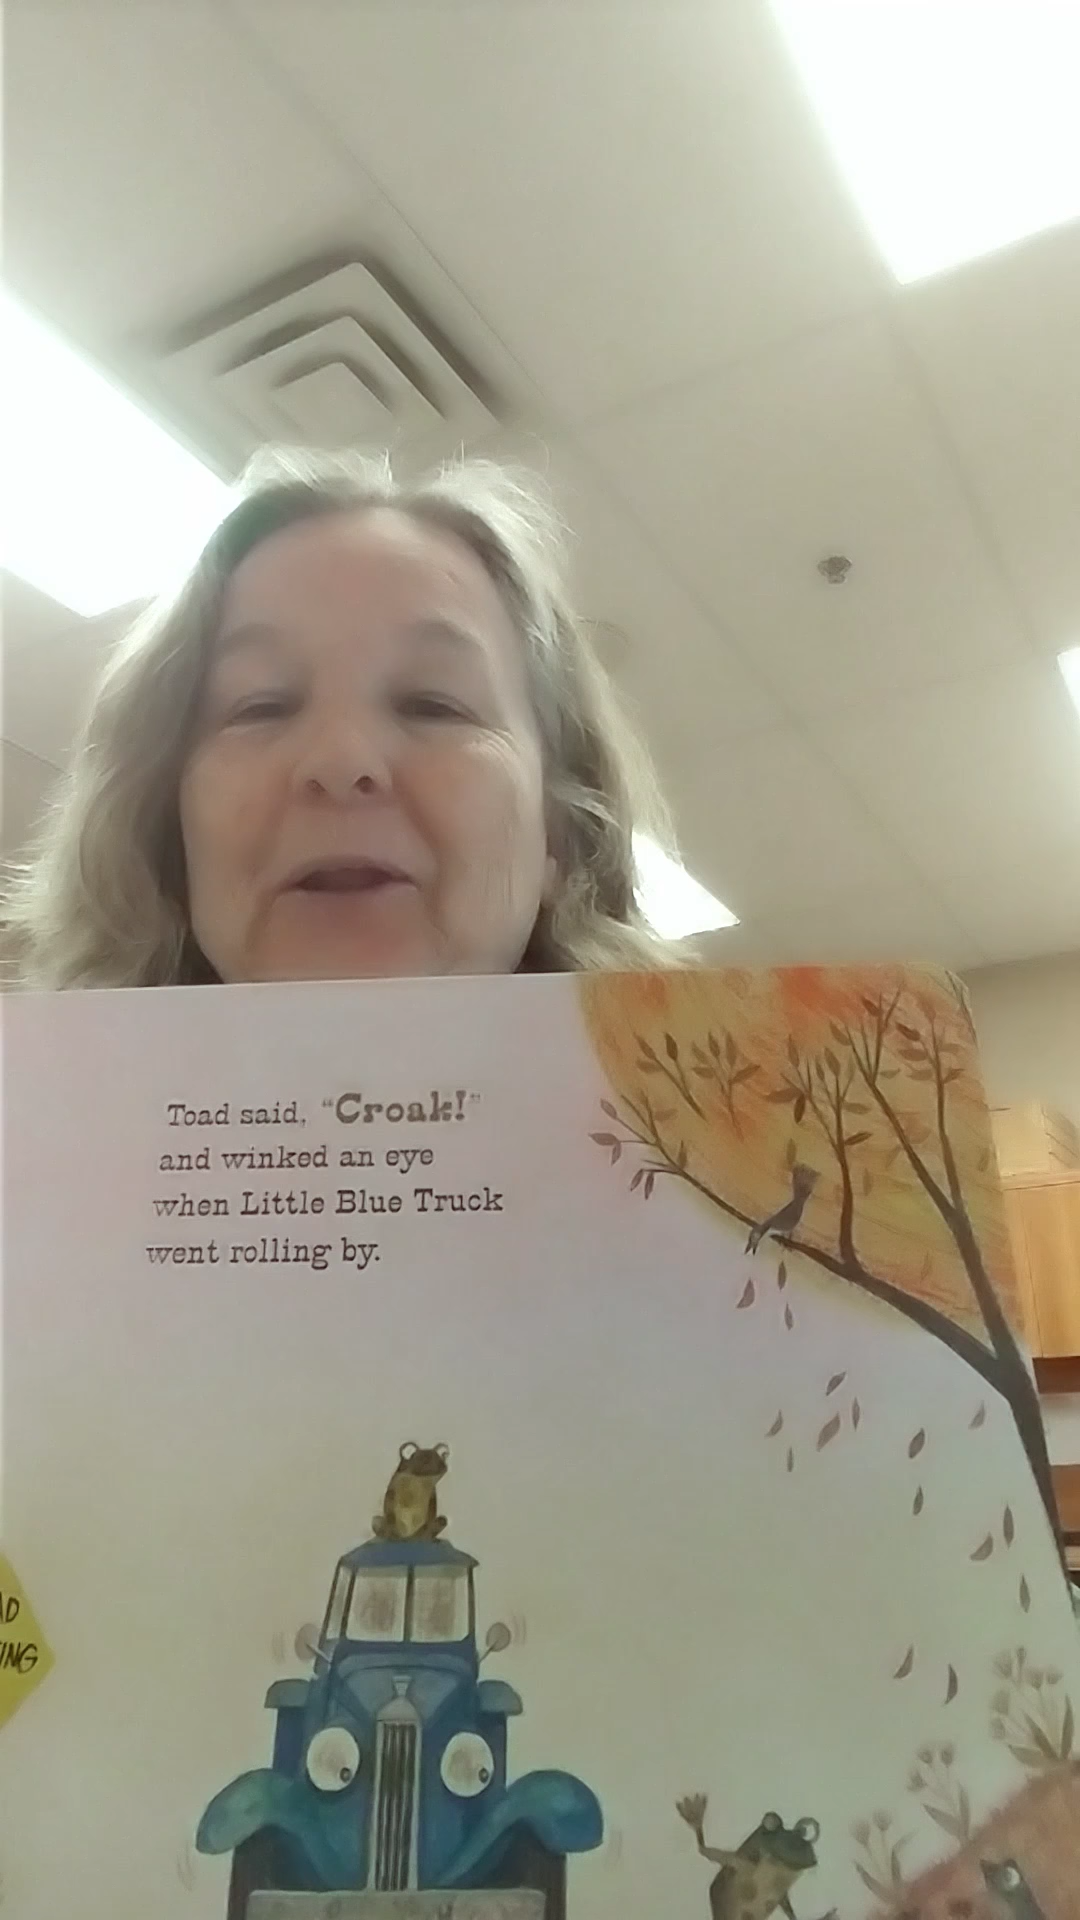 Toad said, “Croak!”
and winked an eye
when Little Blue Truck
went rolling by.